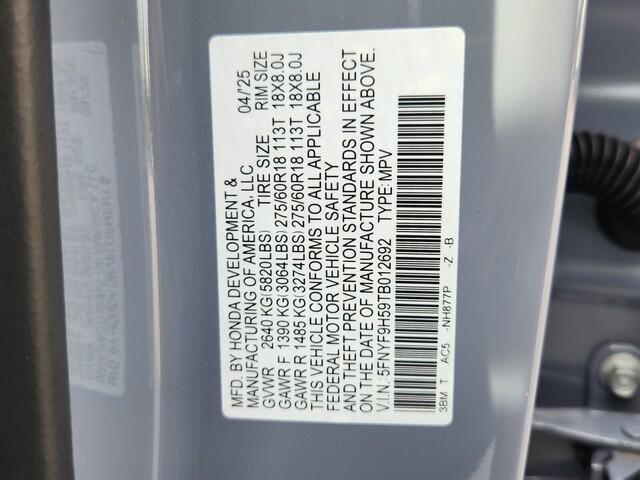 MFD. BY HONDA DEVELOPMENT &
MANUFACTURING OF AMERICA, LLC 04/25
GVWR 2640 KG(5820LBS) TIRE SIZE RIM SIZE
GAWR F 1390 KG(3064LBS) 275/60R18 113T 18X8.0J
GAWR R 1485 KG(3274LBS) 275/60R18 113T 18X8.0J
THIS VEHICLE CONFORMS TO ALL APPLICABLE
FEDERAL MOTOR VEHICLE SAFETY
AND THEFT PREVENTION STANDARDS IN EFFECT
ON THE DATE OF MANUFACTURE SHOWN ABOVE.
V.I.N.: 5FNYF9H59TB012692 TYPE: MPV
3BM T AC5 -NH877P -Z -B